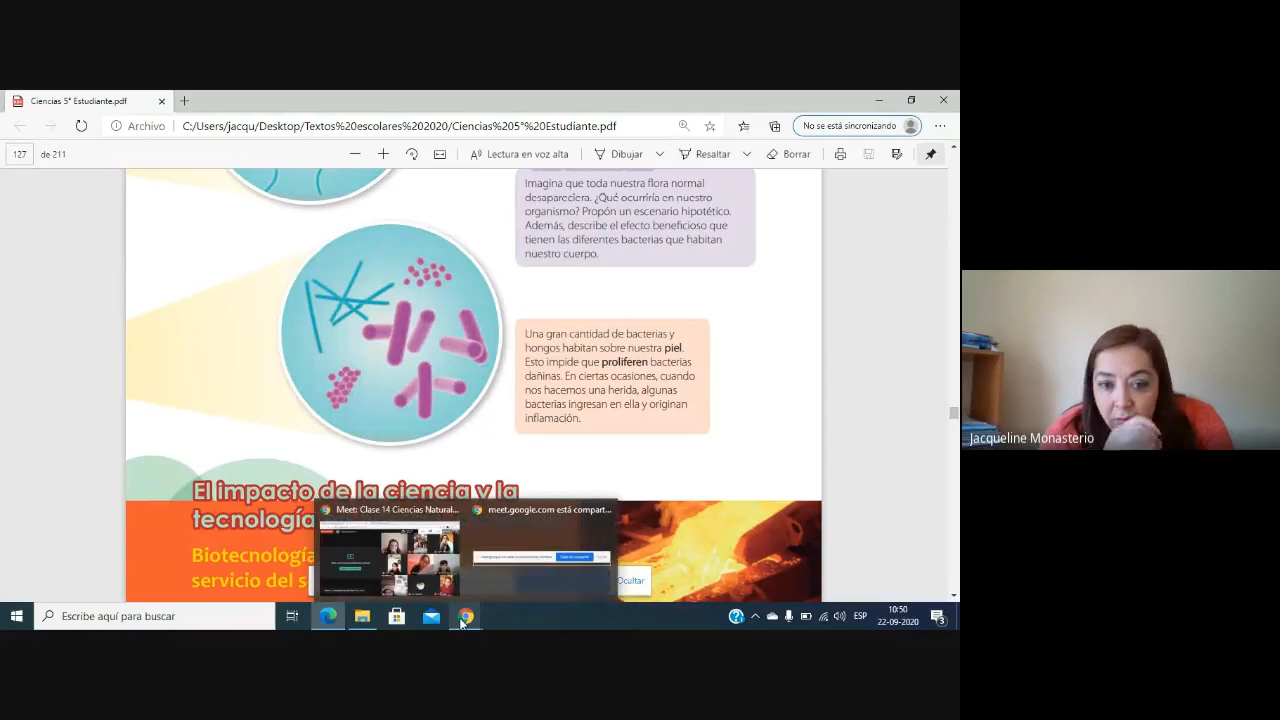 Ciencias 5° Estudiante.pdf
Archivo
C:/Users/jacqu/Desktop/Textos%20escolares%202020/Ciencias%205°%20Estudiante.pdf
No se está sincronizando
127
de 211
Lectura en voz alta
Dibujar
Resaltar
Borrar
Imagina que toda nuestra flora normal
desapareciera. ¿Qué ocurriría en nuestro
organismo? Propón un escenario hipotético.
Además, describe el efecto beneficioso que
tienen las diferentes bacterias que habitan
nuestro cuerpo.
Una gran cantidad de bacterias y
hongos habitan sobre nuestra piel.
Esto impide que proliferen bacterias
dañinas. En ciertas ocasiones, cuando
nos hacemos una herida, algunas
bacterias ingresan en ella y originan
inflamación.
Jacqueline Monasterio
El impacto de la ciencia y la
tecnología
Biotecnología
servicio del s
Meet: Clase 14 Ciencias Natural...
meet.google.com está compart...
Ocultar
Escribe aquí para buscar
ESP
10:50
22-09-2020
3